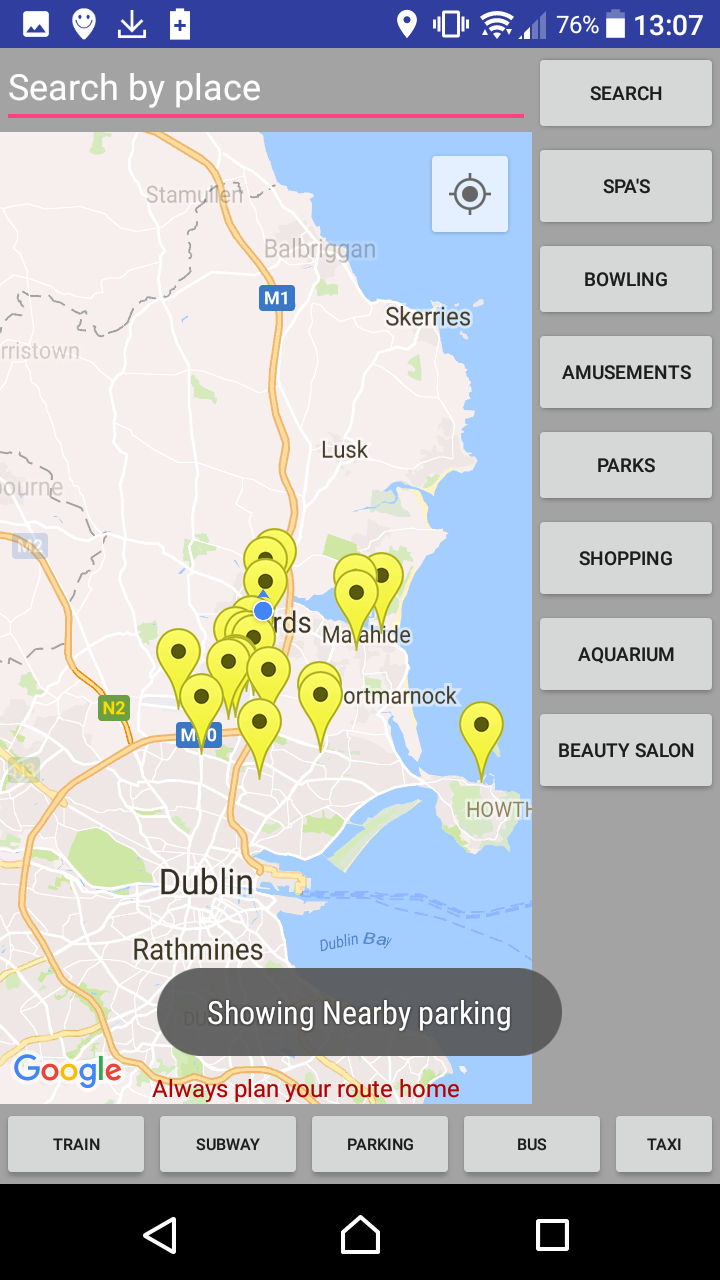 76% 13:07
Search by place
SEARCH
Stamullen
SPA'S
Balbriggan
BOWLING
M1
Skerries
rristown
AMUSEMENTS
Lusk
PARKS
ourne
M2
SHOPPING
rds
Malahide
AQUARIUM
ortmarnock
N2
BEAUTY SALON
HOWTH
Dublin
Dublin Bay
Rathmines
Showing Nearby parking
Google
Always plan your route home
TRAIN
SUBWAY
PARKING
BUS
TAXI